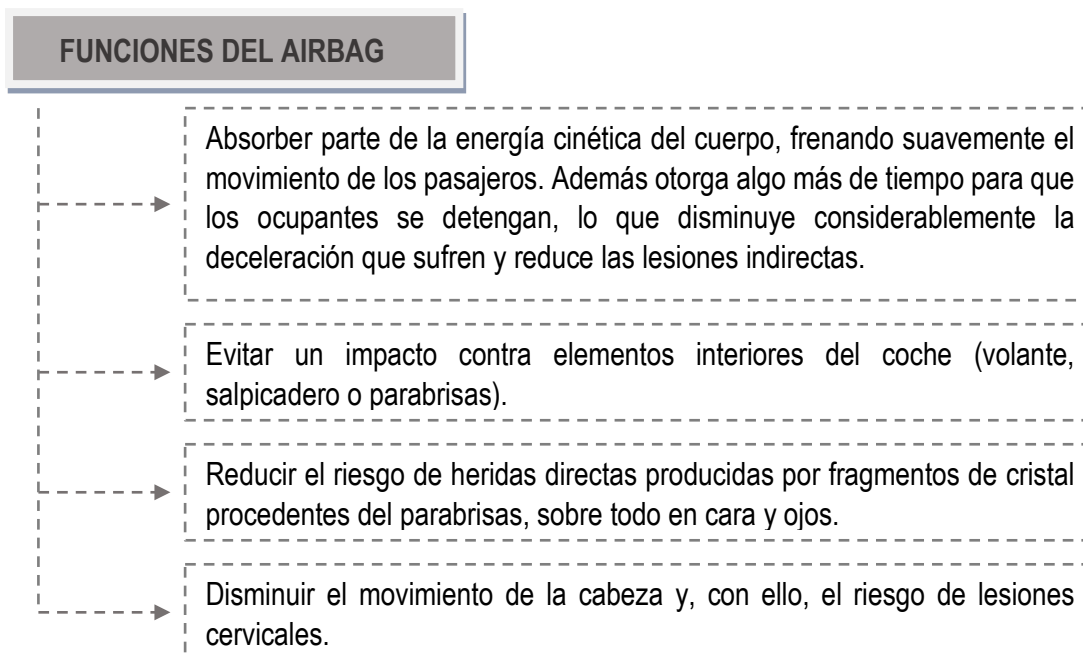 FUNCIONES DEL AIRBAG
Absorber parte de la energía cinética del cuerpo, frenando suavemente el
movimiento de los pasajeros. Además otorga algo más de tiempo para que
los ocupantes se detengan, lo que disminuye considerablemente la
deceleración que sufren y reduce las lesiones indirectas.
Evitar un impacto contra elementos interiores del coche (volante,
salpicadero o parabrisas).
Reducir el riesgo de heridas directas producidas por fragmentos de cristal
procedentes del parabrisas, sobre todo en cara y ojos.
Disminuir el movimiento de la cabeza y, con ello, el riesgo de lesiones
cervicales.